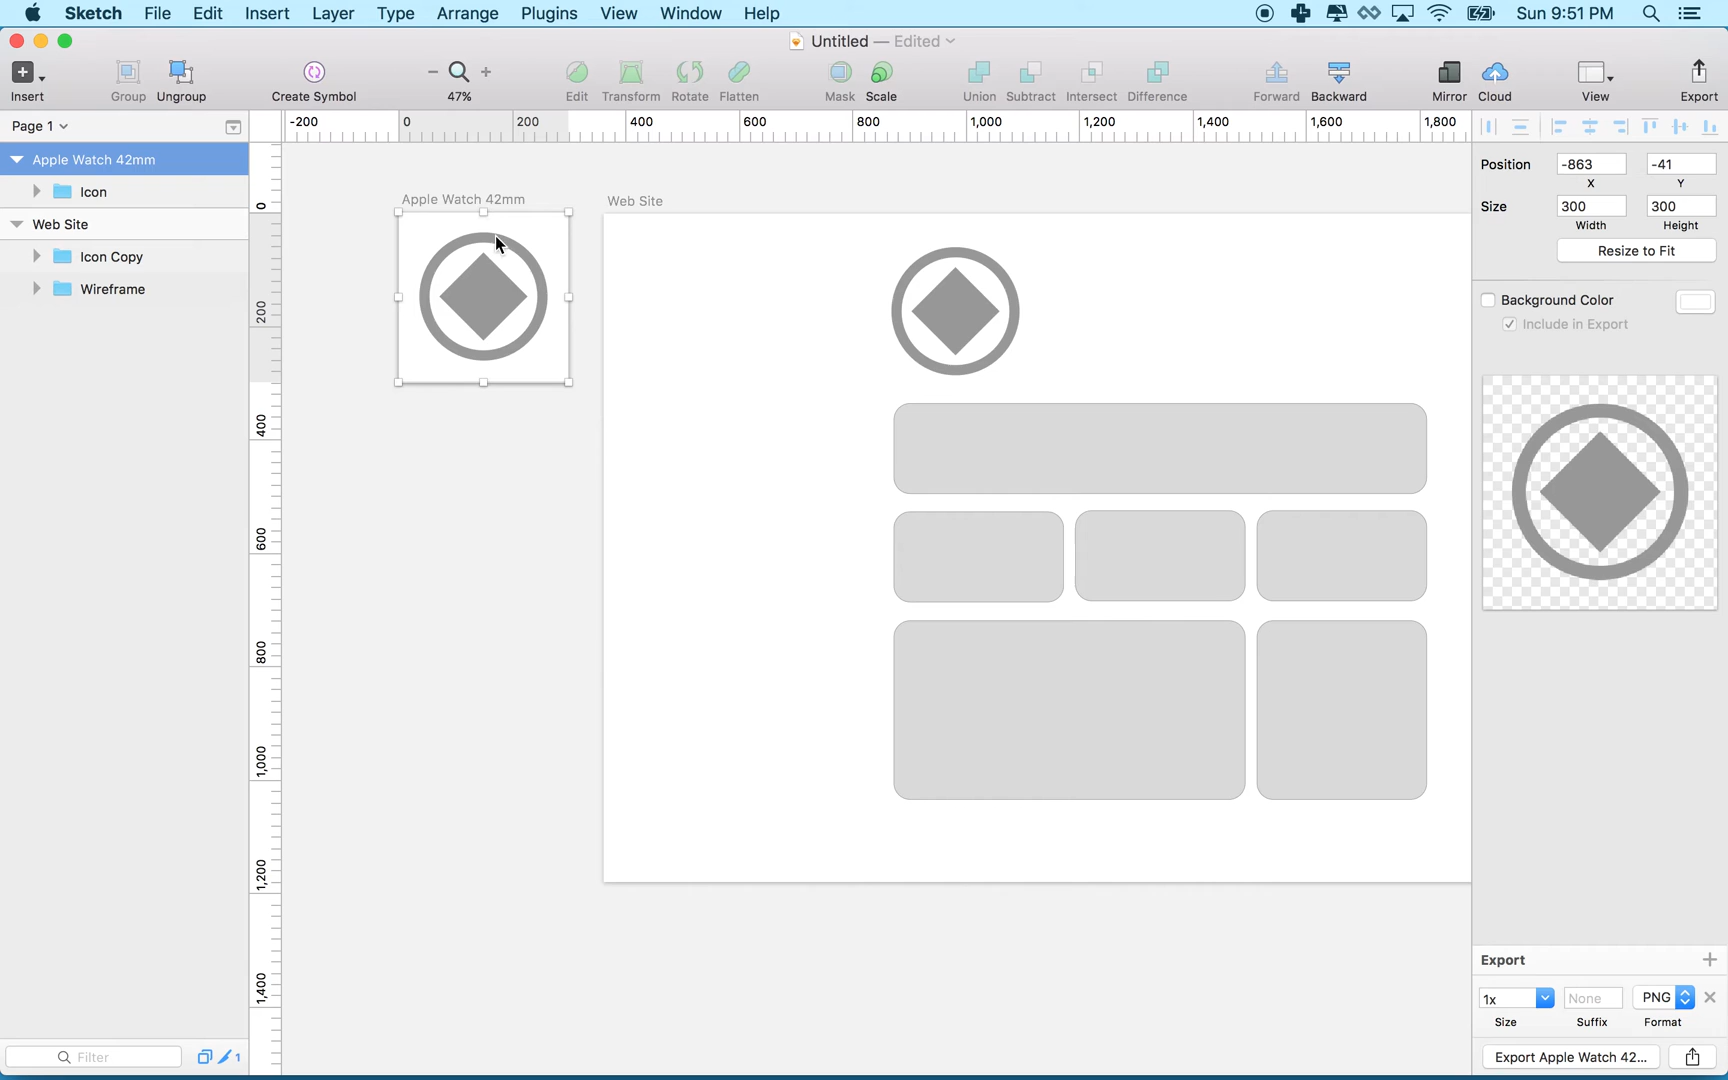 Sketch File Edit Insert Layer Type Arrange Plugins View Window Help Sun 9:51 PM
Untitled — Edited
Insert Group Ungroup Create Symbol 47% Edit Transform Rotate Flatten Mask Scale Union Subtract Intersect Difference Forward Backward Mirror Cloud View Export
Page 1
-200 0 200 400 600 800 1,000 1,200 1,400 1,600 1,800
Apple Watch 42mm
Icon
Web Site
Icon Copy
Wireframe
0
200
400
600
800
1,000
1,200
1,400
Apple Watch 42mm
Web Site
Position -863 -41
X Y
Size 300 300
Width Height
Resize to Fit
Background Color
Include in Export
Export
1x None PNG
Size Suffix Format
Export Apple Watch 42...
Filter
1